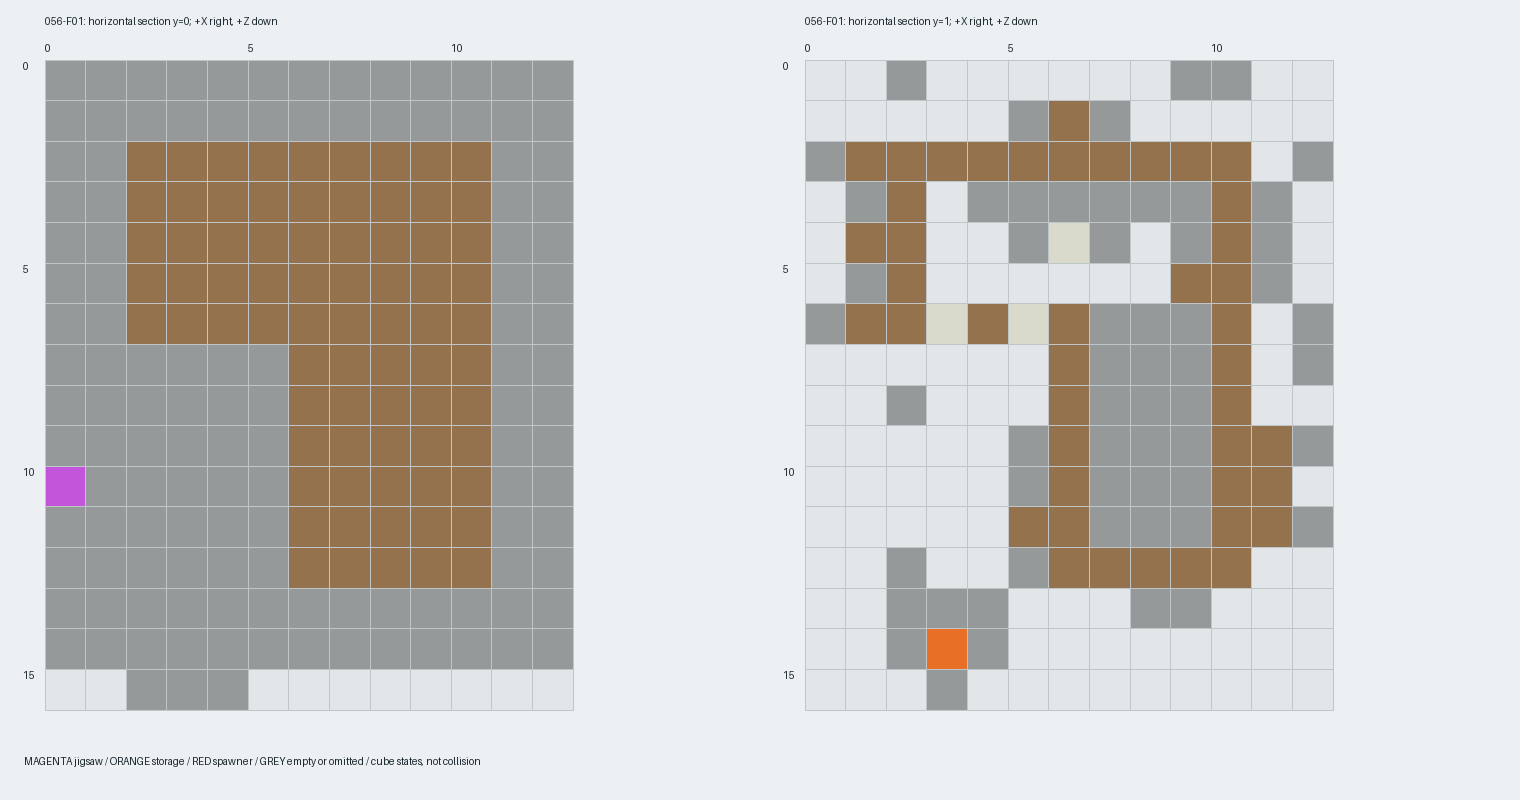 056-F01: horizontal section y=0; +X right, +Z down
056-F01: horizontal section y=1; +X right, +Z down
0 5 10
0 5 10
0 0
5 5
10 10
15 15
MAGENTA jigsaw / ORANGE storage / RED spawner / GREY empty or omitted / cube states, not collision